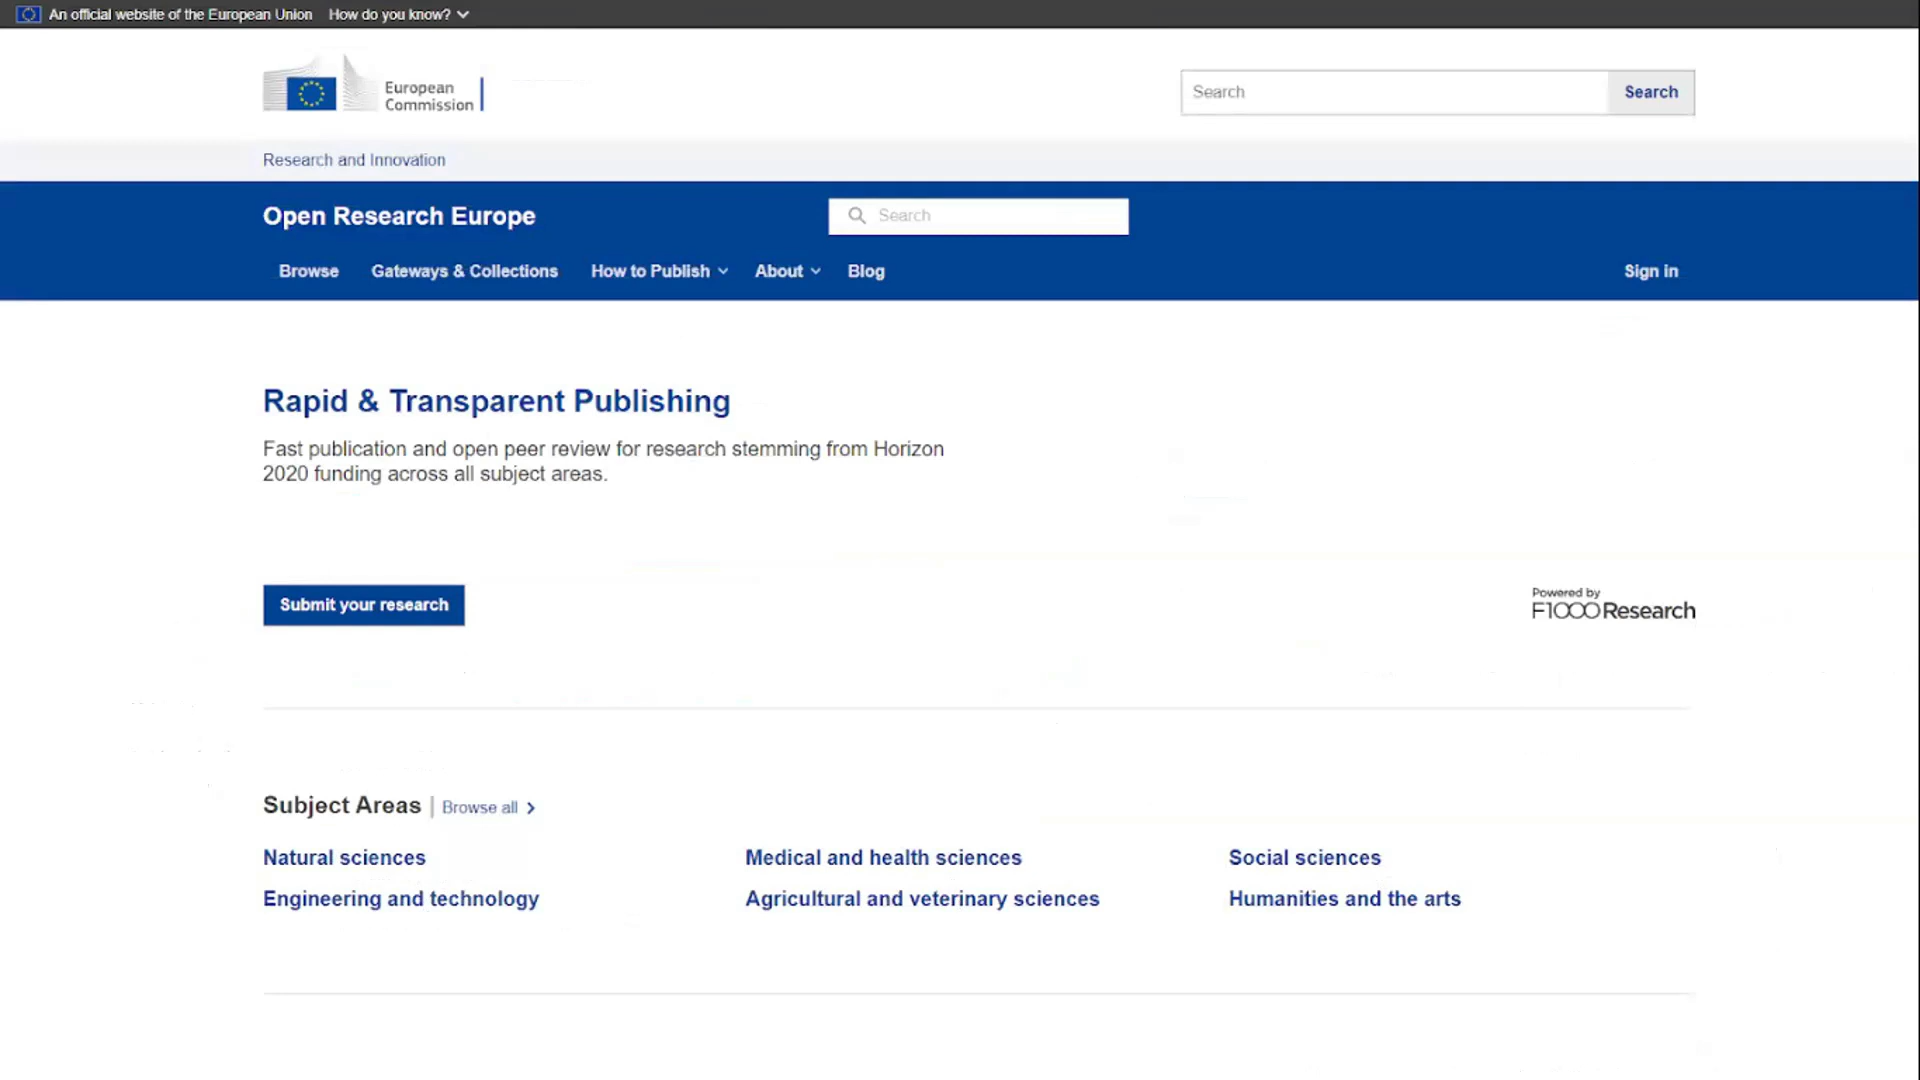 An official website of the European Union How do you know?
European
Commission
Search Search
Research and Innovation
Open Research Europe Search
Browse Gateways & Collections How to Publish About Blog Sign in
Rapid & Transparent Publishing
Fast publication and open peer review for research stemming from Horizon
2020 funding across all subject areas.
Submit your research
Powered by
F1000Research
Subject Areas | Browse all
Natural sciences Medical and health sciences Social sciences
Engineering and technology Agricultural and veterinary sciences Humanities and the arts